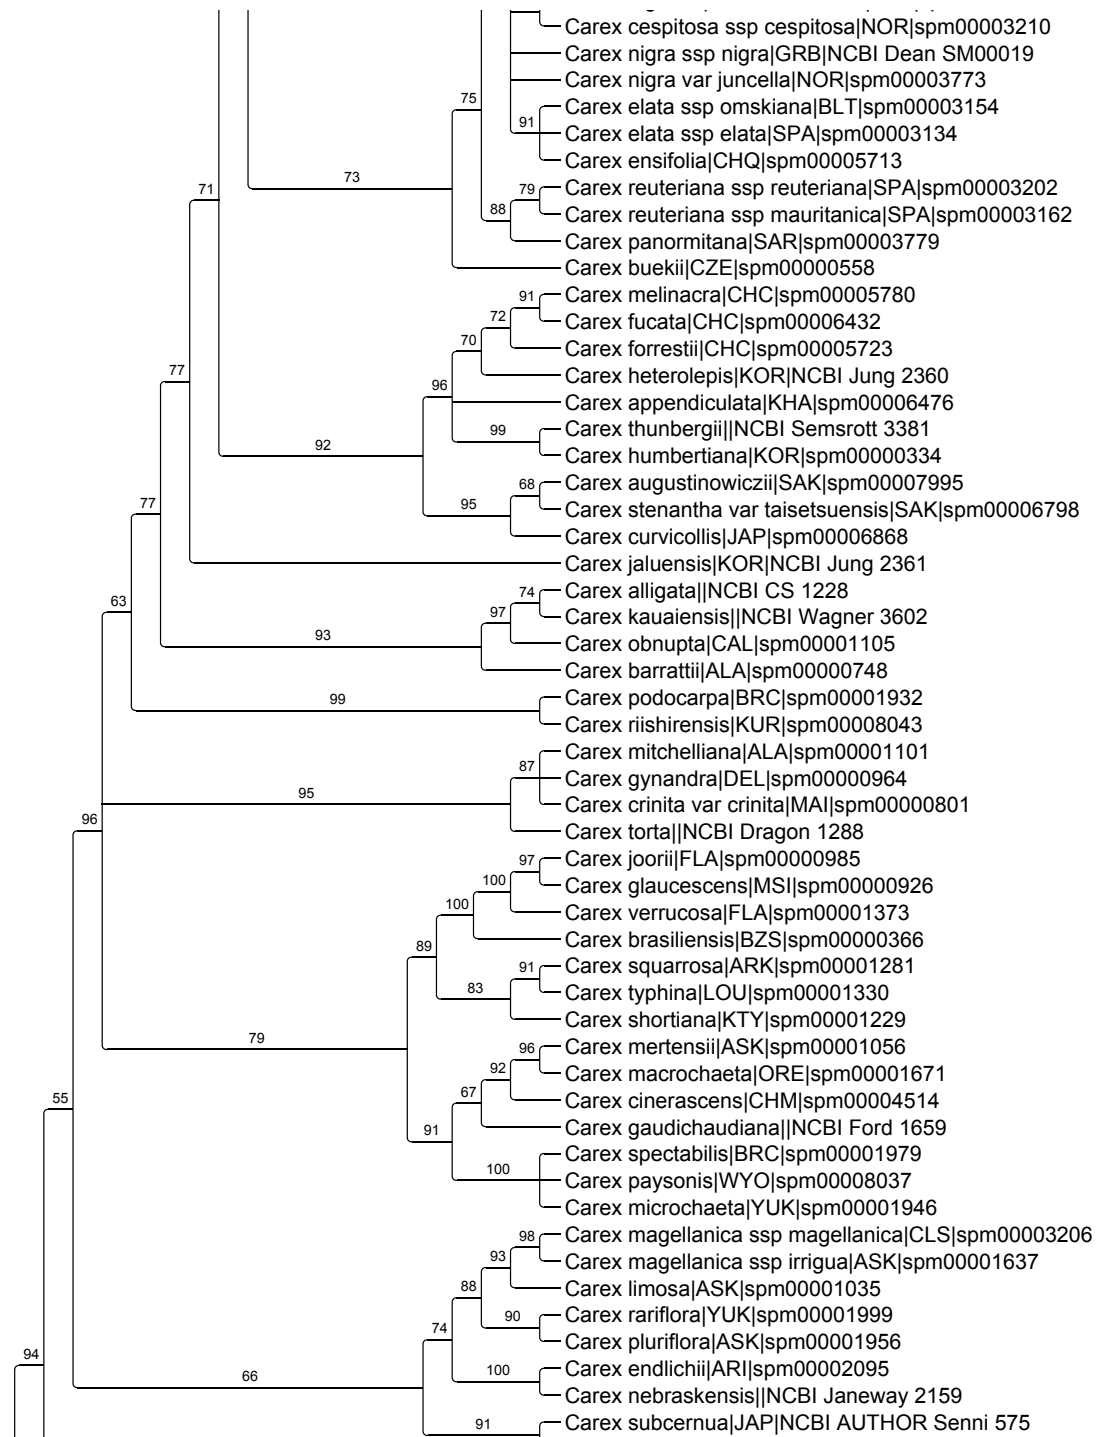 Carex cespitosa ssp cespitosa|NOR|spm00003210
Carex nigra ssp nigra|GRB|NCBI Dean SM00019
Carex nigra var juncella|NOR|spm00003773
75
Carex elata ssp omskiana|BLT|spm00003154
91
Carex elata ssp elata|SPA|spm00003134
Carex ensifolia|CHQ|spm00005713
73
71
79
Carex reuteriana ssp reuteriana|SPA|spm00003202
88
Carex reuteriana ssp mauritanica|SPA|spm00003162
Carex panormitana|SAR|spm00003779
Carex buekii|CZE|spm00000558
91
Carex melinacra|CHC|spm00005780
72
Carex fucata|CHC|spm00006432
70
Carex forrestii|CHC|spm00005723
77
Carex heterolepis|KOR|NCBI Jung 2360
96
Carex appendiculata|KHA|spm00006476
99
Carex thunbergii||NCBI Semsrott 3381
92
Carex humbertiana|KOR|spm00000334
68
Carex augustinowiczii|SAK|spm00007995
77
95
Carex stenantha var taisetsuensis|SAK|spm00006798
Carex curvicollis|JAP|spm00006868
Carex jaluensis|KOR|NCBI Jung 2361
63
74
Carex alligata||NCBI CS 1228
97
Carex kauaiensis||NCBI Wagner 3602
93
Carex obnupta|CAL|spm00001105
Carex barrattii|ALA|spm00000748
99
Carex podocarpa|BRC|spm00001932
Carex riishirensis|KUR|spm00008043
Carex mitchelliana|ALA|spm00001101
87
Carex gynandra|DEL|spm00000964
95
Carex crinita var crinita|MAI|spm00000801
96
Carex torta||NCBI Dragon 1288
97
Carex joorii|FLA|spm00000985
100
Carex glaucescens|MSI|spm00000926
100
Carex verrucosa|FLA|spm00001373
89
Carex brasiliensis|BZS|spm00000366
91
Carex squarrosa|ARK|spm00001281
83
Carex typhina|LOU|spm00001330
Carex shortiana|KTY|spm00001229
79
96
Carex mertensii|ASK|spm00001056
92
Carex macrochaeta|ORE|spm00001671
55
67
Carex cinerascens|CHM|spm00004514
91
Carex gaudichaudiana||NCBI Ford 1659
Carex spectabilis|BRC|spm00001979
100
Carex paysonis|WYO|spm00008037
Carex microchaeta|YUK|spm00001946
98
Carex magellanica ssp magellanica|CLS|spm00003206
93
Carex magellanica ssp irrigua|ASK|spm00001637
88
Carex limosa|ASK|spm00001035
90
Carex rariflora|YUK|spm00001999
74
Carex pluriflora|ASK|spm00001956
94
100
Carex endlichii|ARI|spm00002095
66
Carex nebraskensis||NCBI Janeway 2159
91
Carex subcernua|JAP|NCBI AUTHOR Senni 575